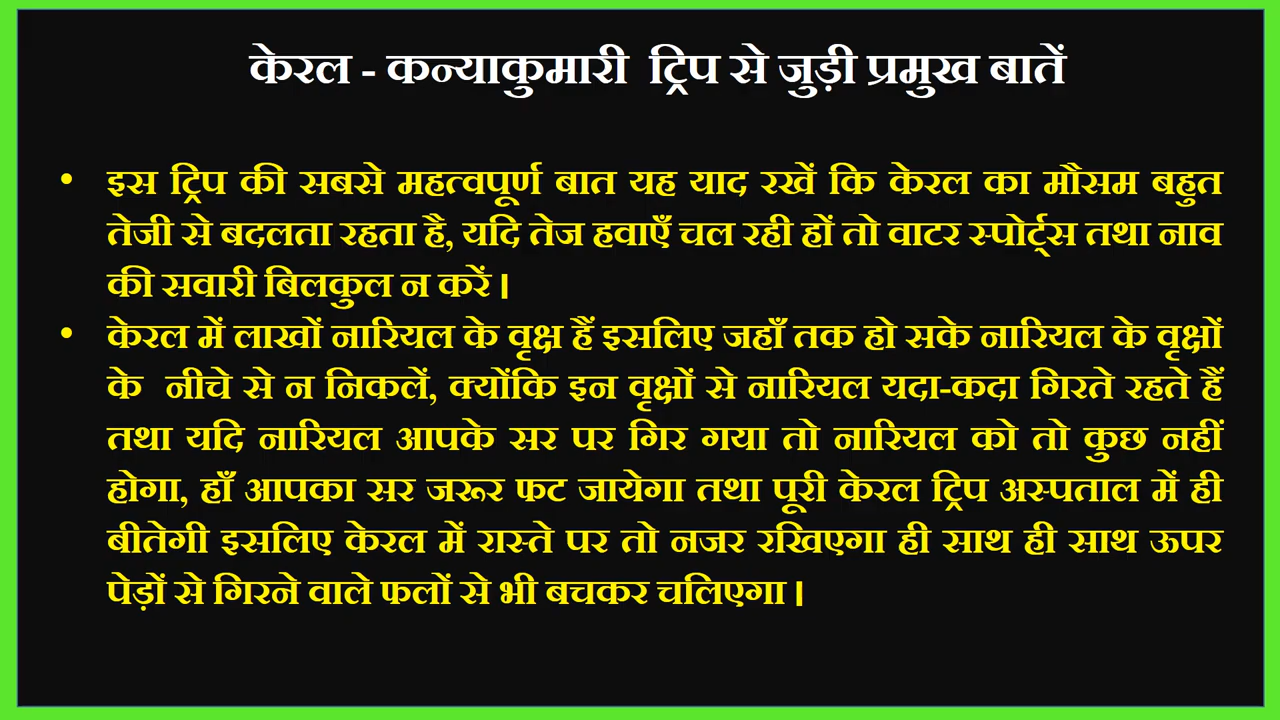 केरल - कन्याकुमारी ट्रिप से जुड़ी प्रमुख बातें
• इस ट्रिप की सबसे महत्वपूर्ण बात यह याद रखें कि केरल का मौसम बहुत
तेजी से बदलता रहता है, यदि तेज हवाएँ चल रही हों तो वाटर स्पोर्ट्स तथा नाव
की सवारी बिलकुल न करें।
• केरल में लाखों नारियल के वृक्ष हैं इसलिए जहाँ तक हो सके नारियल के वृक्षों
के नीचे से न निकलें, क्योंकि इन वृक्षों से नारियल यदा-कदा गिरते रहते हैं
तथा यदि नारियल आपके सर पर गिर गया तो नारियल को तो कुछ नहीं
होगा, हाँ आपका सर जरूर फट जायेगा तथा पूरी केरल ट्रिप अस्पताल में ही
बीतेगी इसलिए केरल में रास्ते पर तो नजर रखिएगा ही साथ ही साथ ऊपर
पेड़ों से गिरने वाले फलों से भी बचकर चलिएगा।